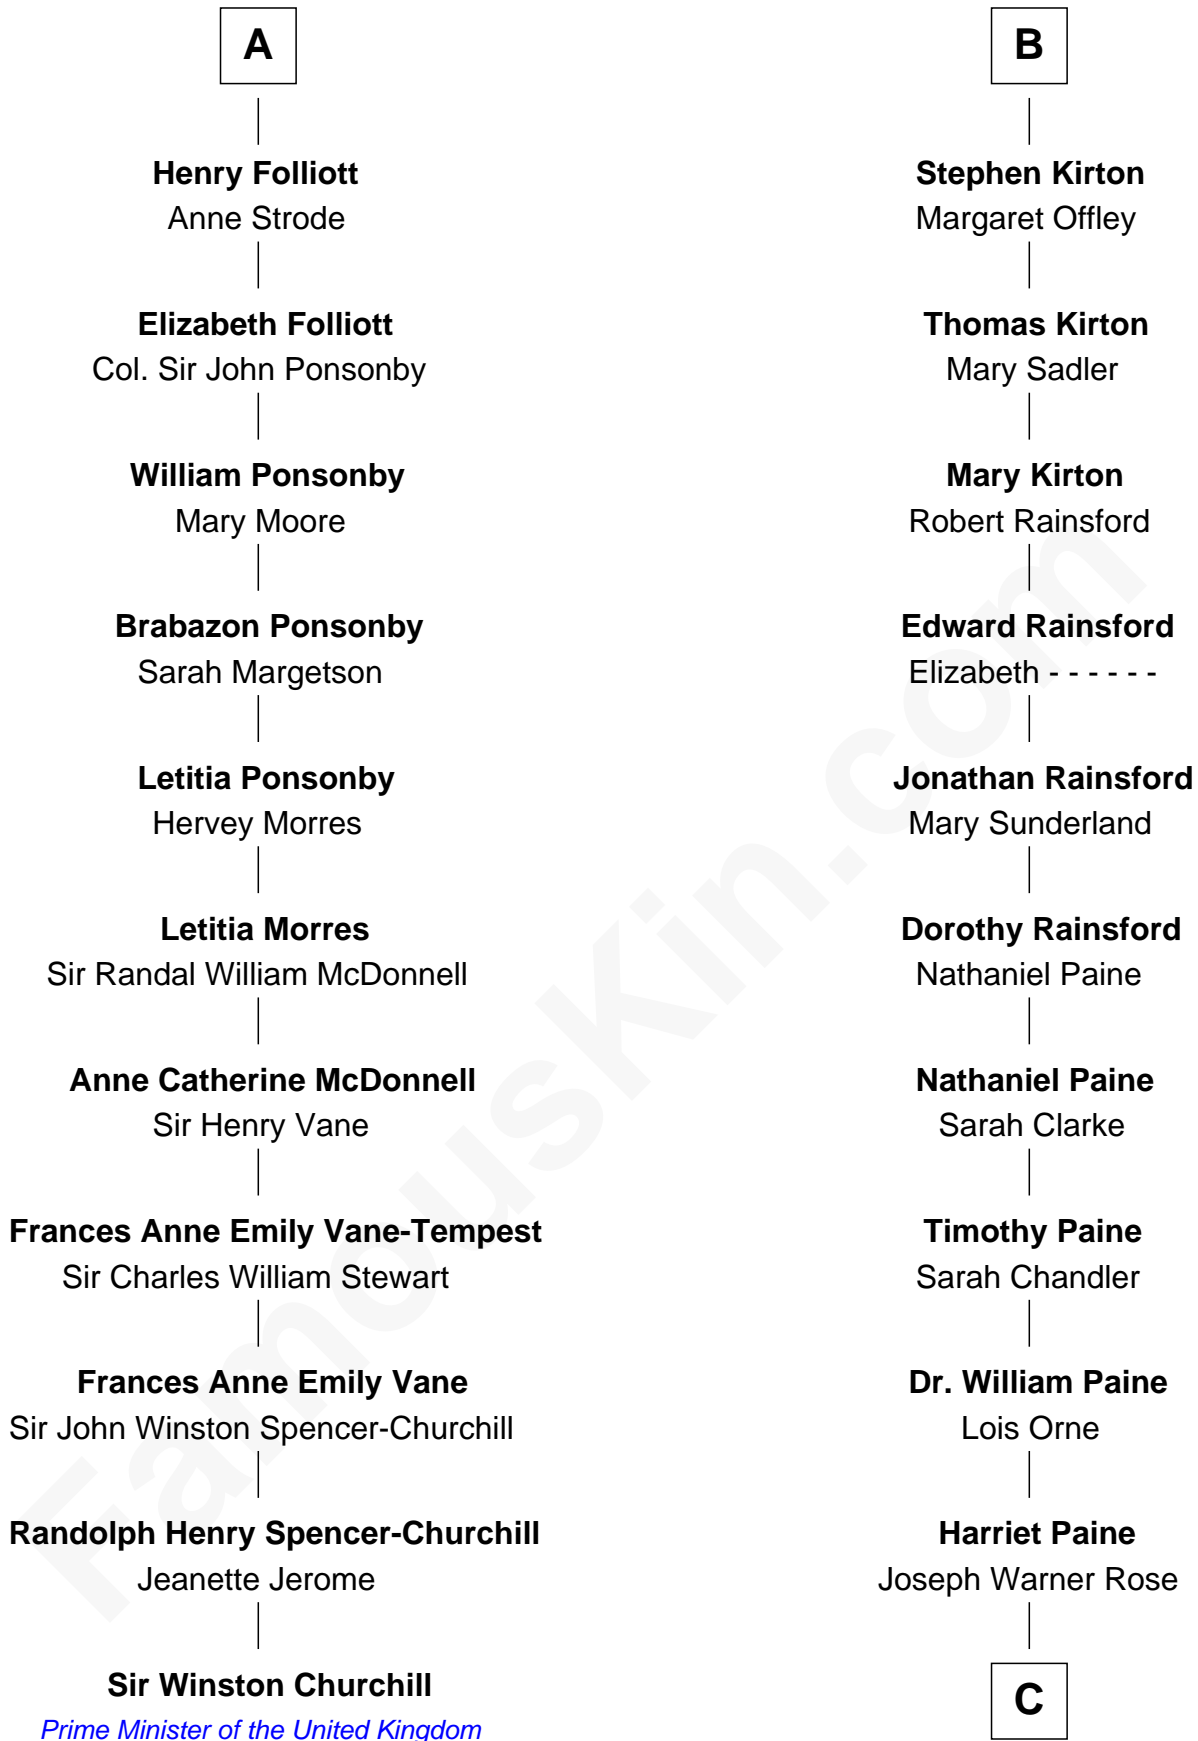 A
Henry Folliott
Anne Strode
Elizabeth Folliott
Col. Sir John Ponsonby
William Ponsonby
Mary Moore
Brabazon Ponsonby
Sarah Margetson
Letitia Ponsonby
Hervey Morres
Letitia Morres
Sir Randal William McDonnell
Anne Catherine McDonnell
Sir Henry Vane
Frances Anne Emily Vane-Tempest
Sir Charles William Stewart
Frances Anne Emily Vane
Sir John Winston Spencer-Churchill
Randolph Henry Spencer-Churchill
Jeanette Jerome
Sir Winston Churchill
Prime Minister of the United Kingdom
B
Stephen Kirton
Margaret Offley
Thomas Kirton
Mary Sadler
Mary Kirton
Robert Rainsford
Edward Rainsford
Elizabeth - - - - - -
Jonathan Rainsford
Mary Sunderland
Dorothy Rainsford
Nathaniel Paine
Nathaniel Paine
Sarah Clarke
Timothy Paine
Sarah Chandler
Dr. William Paine
Lois Orne
Harriet Paine
Joseph Warner Rose
C
FamousKin.com